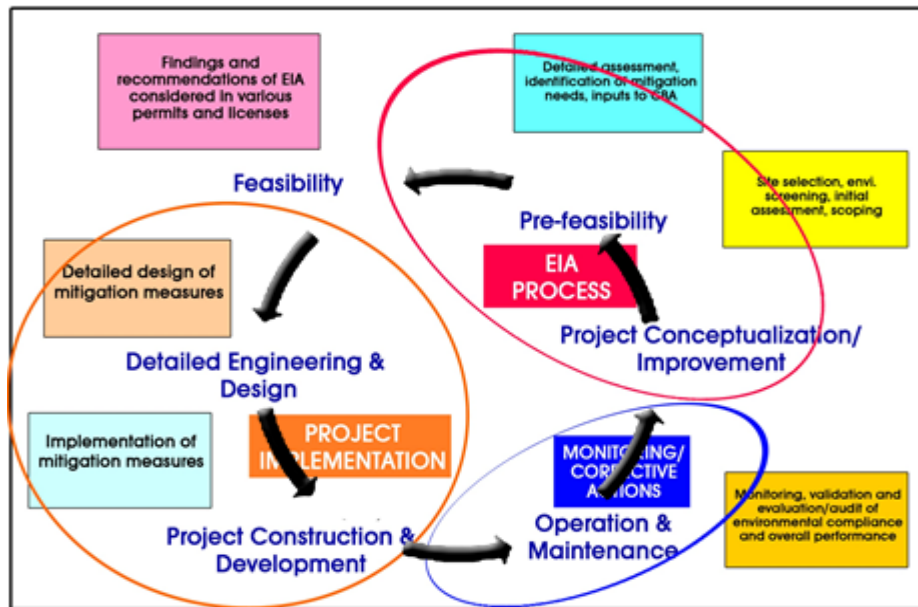 Findings and
recommendations of EIA
considered in various
permits and licenses
Detailed assessment,
identification of mitigation
needs, inputs to CBA
Site selection, envi.
screening, initial
assessment, scoping
Feasibility
Pre-feasibility
EIA
PROCESS
Project Conceptualization/
Improvement
Detailed design of
mitigation measures
Detailed Engineering &
Design
Implementation of
mitigation measures
PROJECT
IMPLEMENTATION
Project Construction &
Development
MONITORING/
CORRECTIVE
ACTIONS
Operation &
Maintenance
Monitoring, validation and
evaluation/audit of
environmental compliance
and overall performance